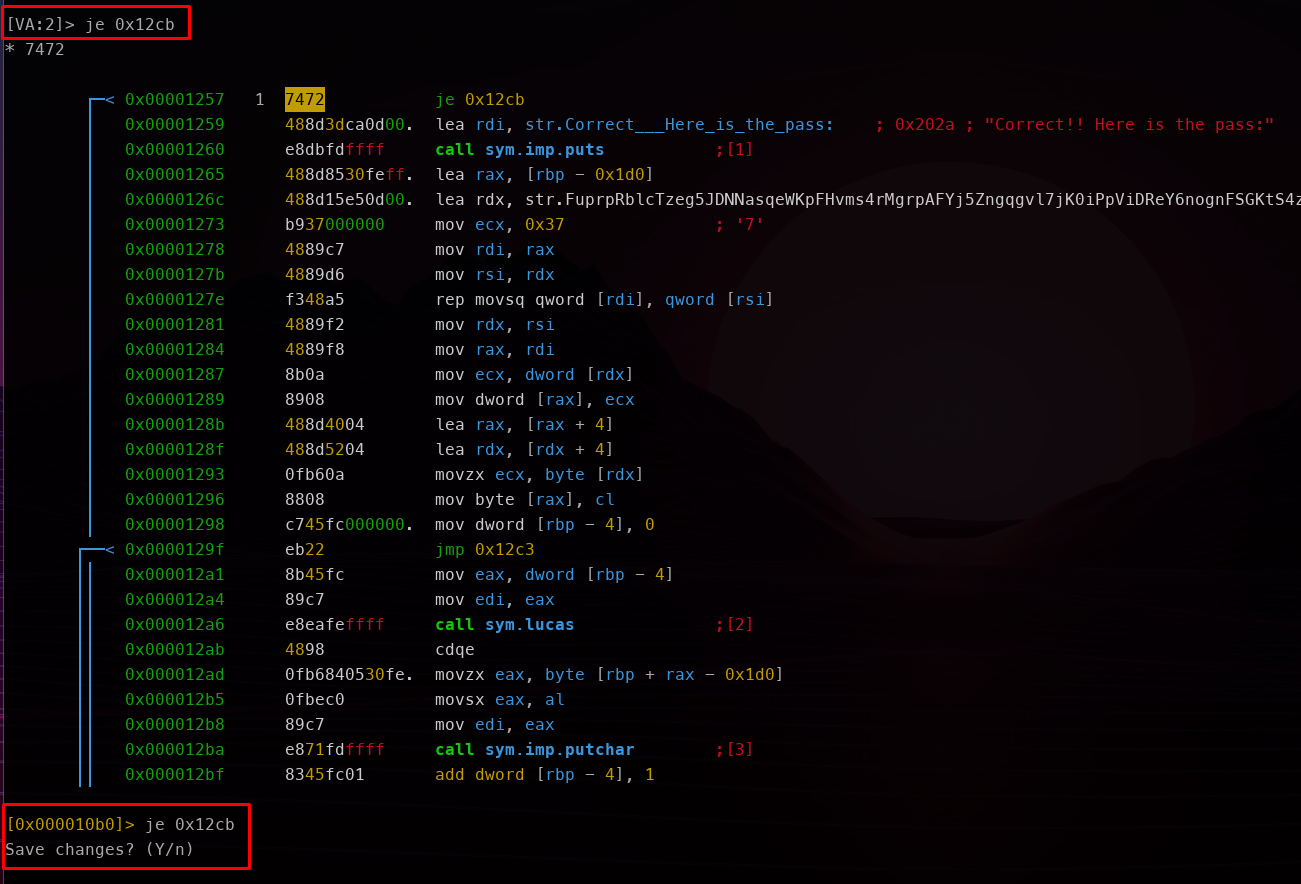 [VA:2]> je 0x12cb
* 7472
< 0x00001257 1 7472 je 0x12cb
0x00001259 488d3dca0d00. lea rdi, str.Correct___Here_is_the_pass: ; 0x202a ; "Correct!! Here is the pass:"
0x00001260 e8dbfdffff call sym.imp.puts ;[1]
0x00001265 488d8530feff. lea rax, [rbp - 0x1d0]
0x0000126c 488d15e50d00. lea rdx, str.FuprpRblcTzeg5JDNNasqeWKpFHvms4rMgrpAFYj5Zngqgvl7jK0iPpViDReY6nognFSGKtS4z
0x00001273 b937000000 mov ecx, 0x37 ; '7'
0x00001278 4889c7 mov rdi, rax
0x0000127b 4889d6 mov rsi, rdx
0x0000127e f348a5 rep movsq qword [rdi], qword [rsi]
0x00001281 4889f2 mov rdx, rsi
0x00001284 4889f8 mov rax, rdi
0x00001287 8b0a mov ecx, dword [rdx]
0x00001289 8908 mov dword [rax], ecx
0x0000128b 488d4004 lea rax, [rax + 4]
0x0000128f 488d5204 lea rdx, [rdx + 4]
0x00001293 0fb60a movzx ecx, byte [rdx]
0x00001296 8808 mov byte [rax], cl
0x00001298 c745fc000000. mov dword [rbp - 4], 0
< 0x0000129f eb22 jmp 0x12c3
0x000012a1 8b45fc mov eax, dword [rbp - 4]
0x000012a4 89c7 mov edi, eax
0x000012a6 e8eafeffff call sym.lucas ;[2]
0x000012ab 4898 cdqe
0x000012ad 0fb6840530fe. movzx eax, byte [rbp + rax - 0x1d0]
0x000012b5 0fbec0 movsx eax, al
0x000012b8 89c7 mov edi, eax
0x000012ba e871fdffff call sym.imp.putchar ;[3]
0x000012bf 8345fc01 add dword [rbp - 4], 1
[0x000010b0]> je 0x12cb
Save changes? (Y/n)